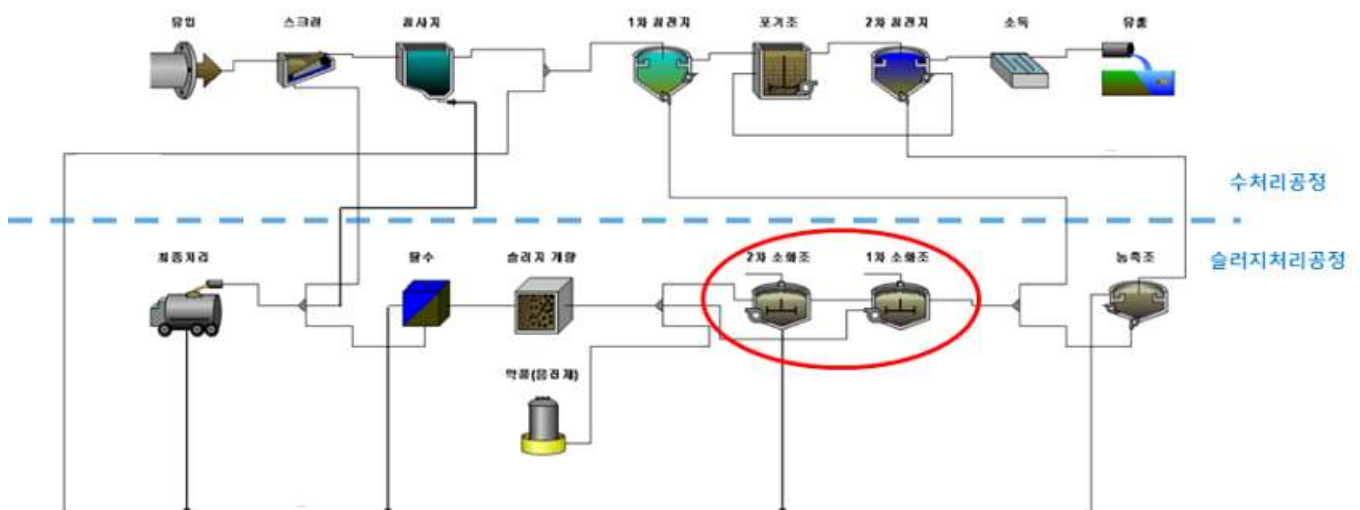 유입
스크린
침사지
1차 침전지
포기조
2차 침전지
소독
유출
수처리공정
최종처리
탈수
슬러지 개량
2차 소화조
1차 소화조
농축조
슬러지처리공정
약품(응집제)